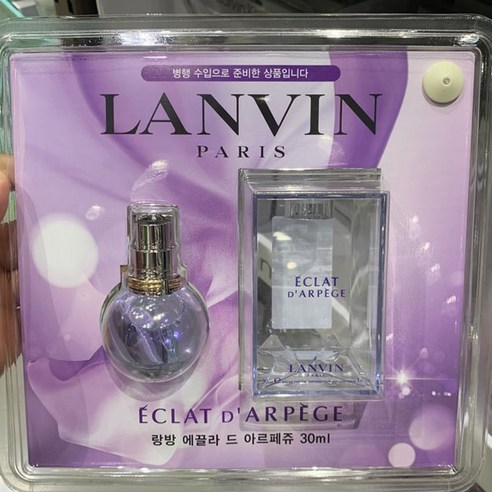 병행 수입으로 준비한 상품입니다
LANVIN
PARIS
ÉCLAT
D'ARPÈGE
LANVIN
PARIS
ÉCLAT D'ARPÈGE
랑방 에끌라 드 아르페쥬 30ml